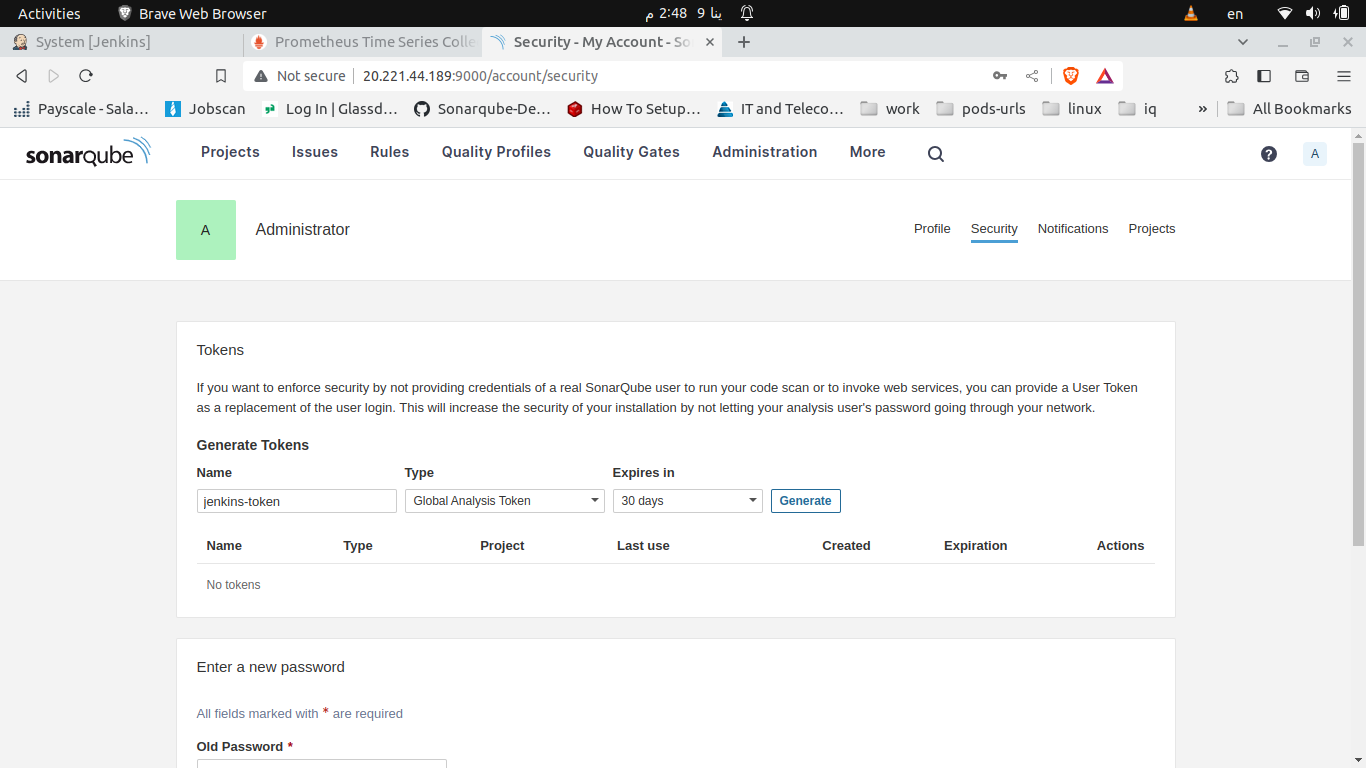 Activities Brave Web Browser م 2:48 9 يناير en
System [Jenkins] Prometheus Time Series Colle Security - My Account - So
Not secure 20.221.44.189:9000/account/security
Payscale - Sala... Jobscan Log In | Glassd... Sonarqube-De... How To Setup,... IT and Teleco... work pods-urls linux iq » All Bookmarks
sonarqube Projects Issues Rules Quality Profiles Quality Gates Administration More ? A
A Administrator Profile Security Notifications Projects
Tokens
If you want to enforce security by not providing credentials of a real SonarQube user to run your code scan or to invoke web services, you can provide a User Token
as a replacement of the user login. This will increase the security of your installation by not letting your analysis user's password going through your network.
Generate Tokens
Name Type Expires in
jenkins-token Global Analysis Token 30 days Generate
Name Type Project Last use Created Expiration Actions
No tokens
Enter a new password
All fields marked with * are required
Old Password *